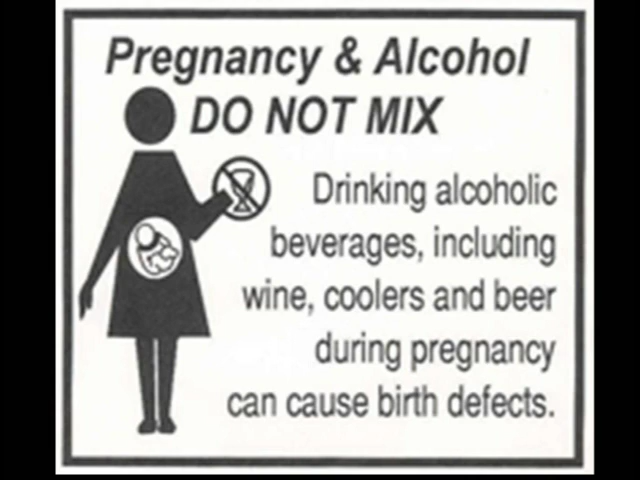 Pregnancy & Alcohol
DO NOT MIX
Drinking alcoholic
beverages, including
wine, coolers and beer
during pregnancy
can cause birth defects.